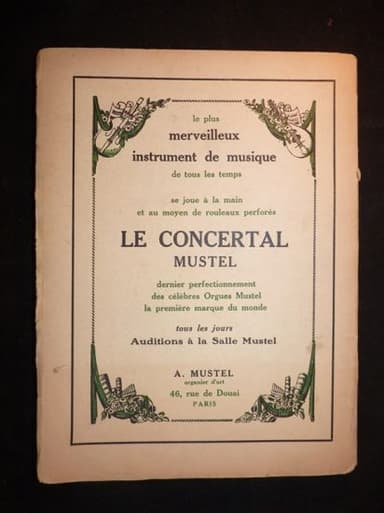 le plus
merveilleux
instrument de musique
de tous les temps
se joue à la main
et au moyen de rouleaux perforés
LE CONCERTAL
MUSTEL
dernier perfectionnement
des célèbres Orgues Mustel
la première marque du monde
tous les jours
Auditions à la Salle Mustel
A. MUSTEL
organier d'art
46, rue de Douai
PARIS